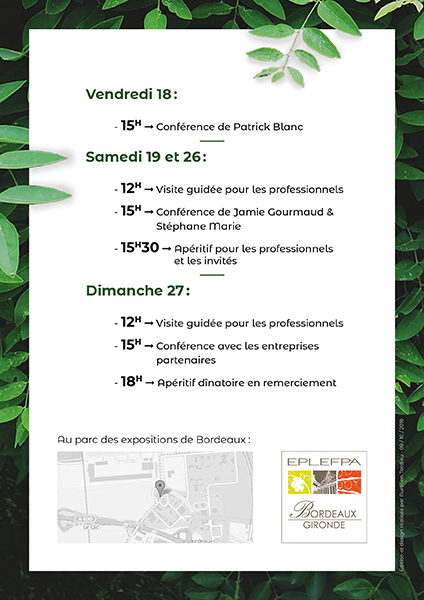 Vendredi 18 :
- 15H → Conférence de Patrick Blanc
Samedi 19 et 26 :
- 12H → Visite guidée pour les professionnels
- 15H → Conférence de Jamie Gourmaud &
Stéphane Marie
- 15H30 → Apéritif pour les professionnels
et les invités
Dimanche 27 :
- 12H → Visite guidée pour les professionnels
- 15H → Conférence avec les entreprises
partenaires
- 18H → Apéritif dînatoire en remerciement
Au parc des expositions de Bordeaux :
EPLEFPA
BORDEAUX
GIRONDE